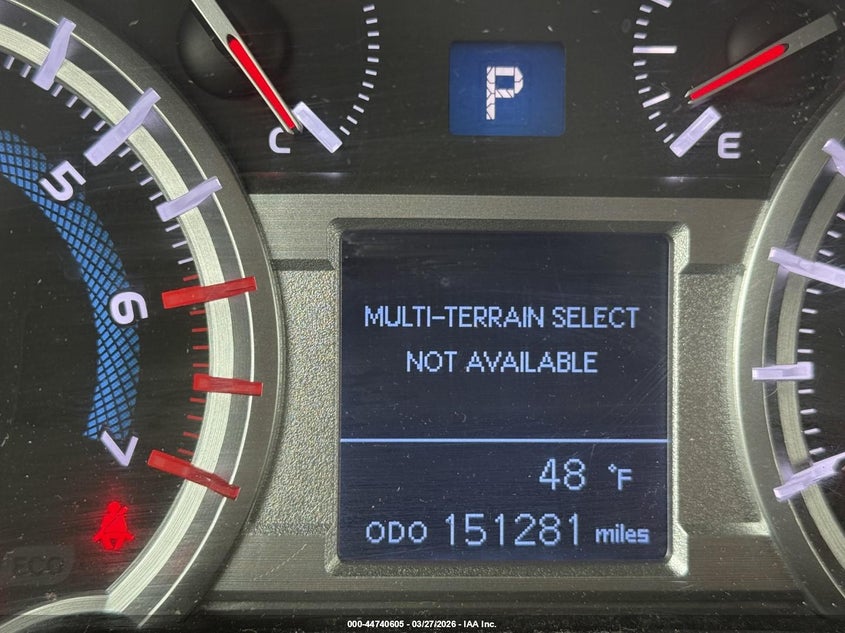 P
C
E
5
6
7
MULTI-TERRAIN SELECT
NOT AVAILABLE
48 °F
ODO 151281 miles
ECO
000-44740605 - 03/27/2026 - IAA Inc.